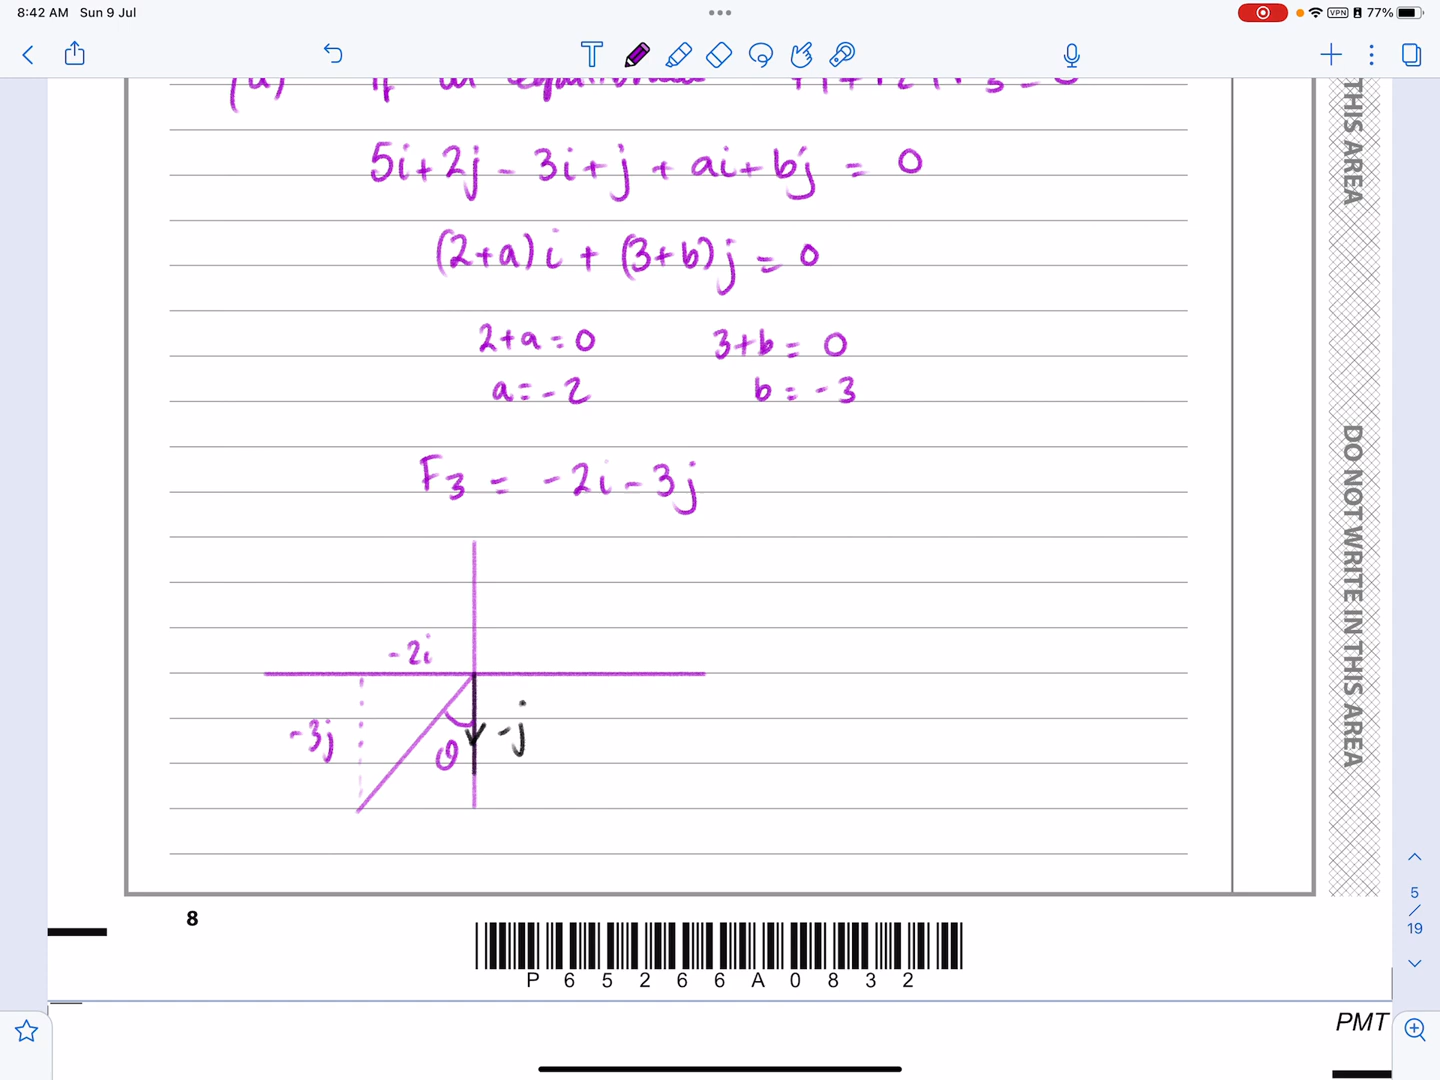 8:42 AM Sun 9 Jul
VPN 77%
T
5i+2j - 3i+j + ai+bj = 0
(2+a)i + (3+b)j = 0
2+a=0 3+b = 0
a=-2 b=-3
F3 = -2i-3j
-2i
-3j
θ
-j
THIS AREA
DO NOT WRITE IN THIS AREA
5
/
19
8
P 6 5 2 6 6 A 0 8 3 2
PMT